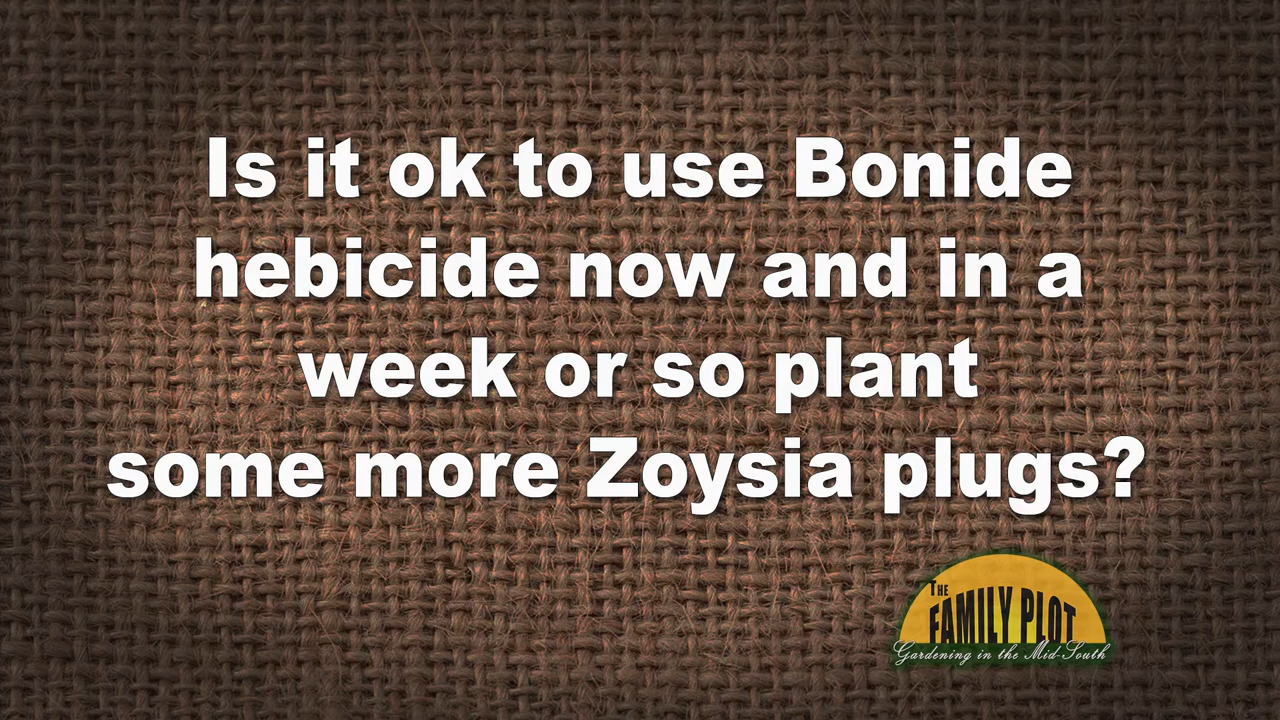 Is it ok to use Bonide
hebicide now and in a
week or so plant
some more Zoysia plugs?
THE
FAMILY PLOT
Gardening in the Mid-South